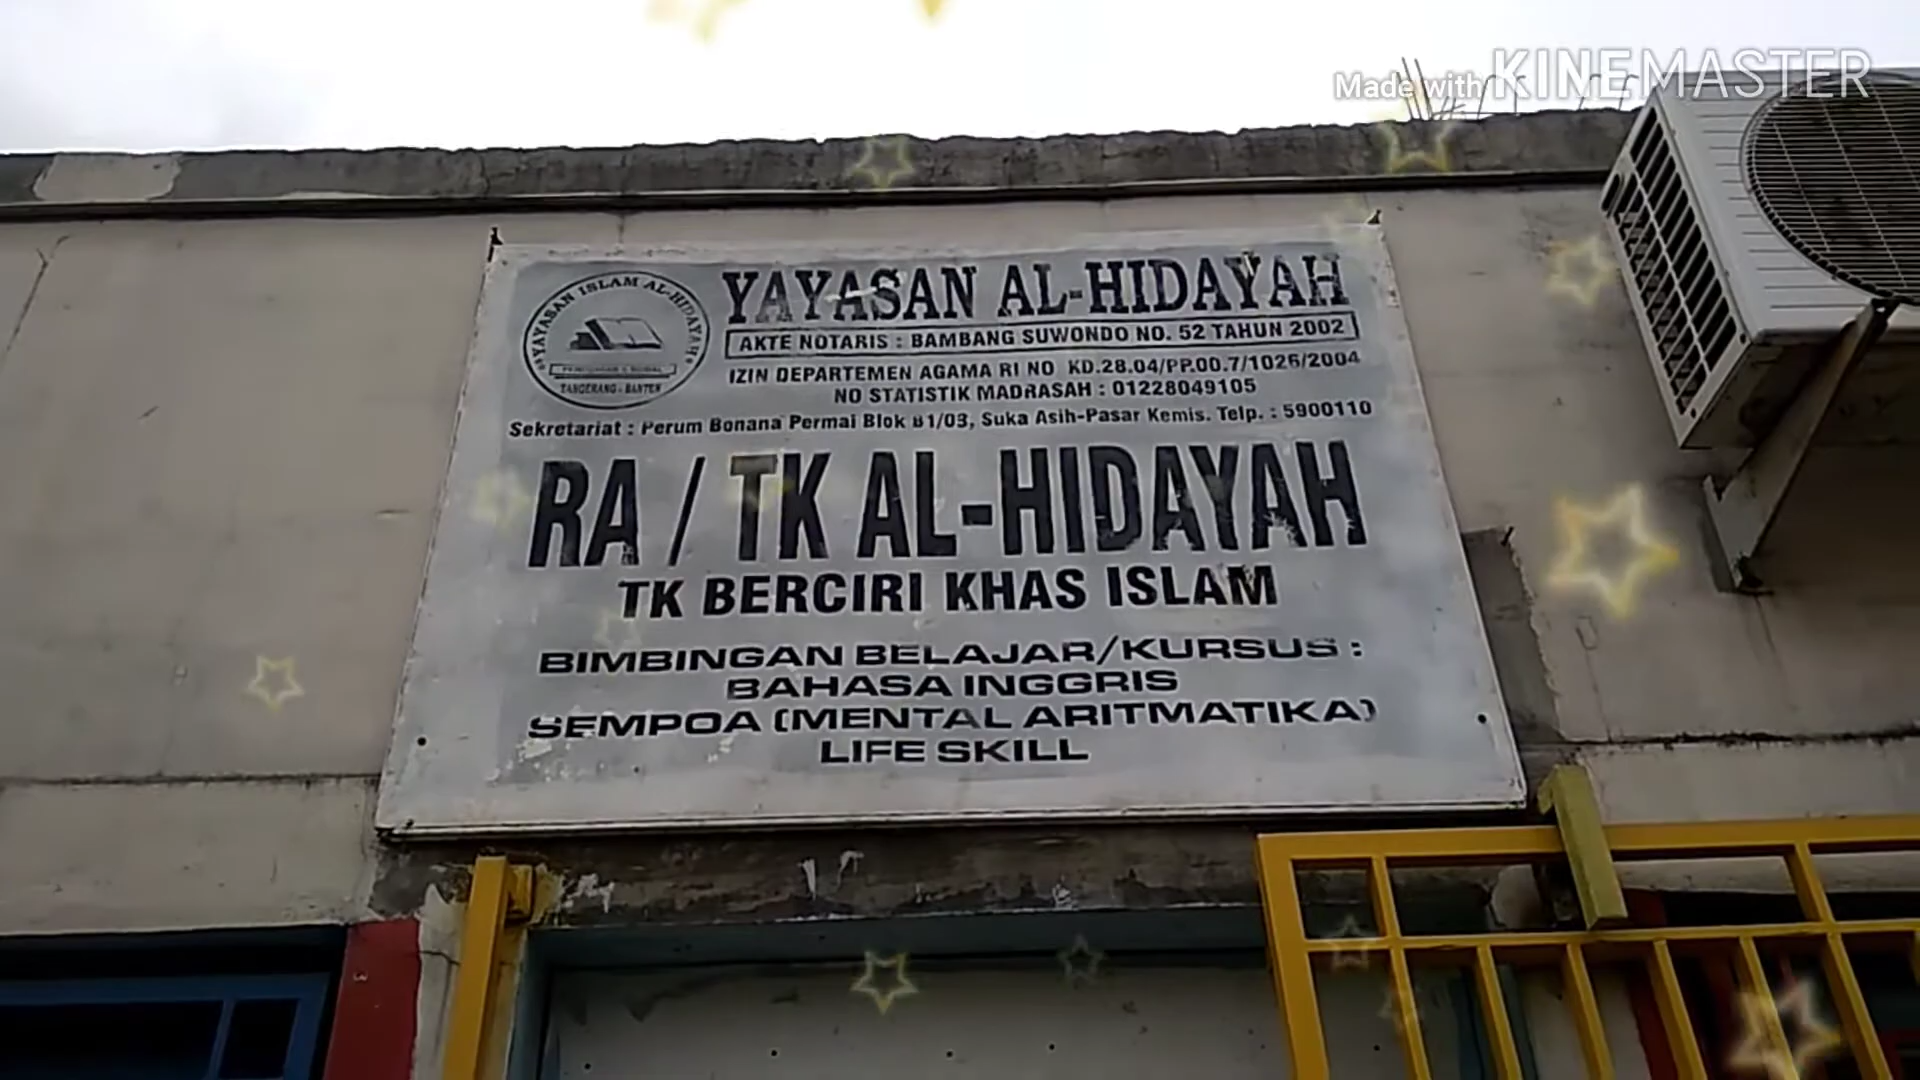 Made with KINEMASTER
YAYASAN ISLAM AL-HIDAYAH
TANGERANG - BANTEN
YAYASAN AL-HIDAYAH
AKTE NOTARIS : BAMBANG SUWONDO NO. 52 TAHUN 2002
IZIN DEPARTEMEN AGAMA RI NO KD.28.04/PP.00.7/1026/2004
NO STATISTIK MADRASAH : 01228049105
Sekretariat : Perum Bonana Permai Blok B1/03, Suka Asih-Pasar Kemis. Telp. : 5900110
RA / TK AL-HIDAYAH
TK BERCIRI KHAS ISLAM
BIMBINGAN BELAJAR/KURSUS :
BAHASA INGGRIS
SEMPOA (MENTAL ARITMATIKA)
LIFE SKILL